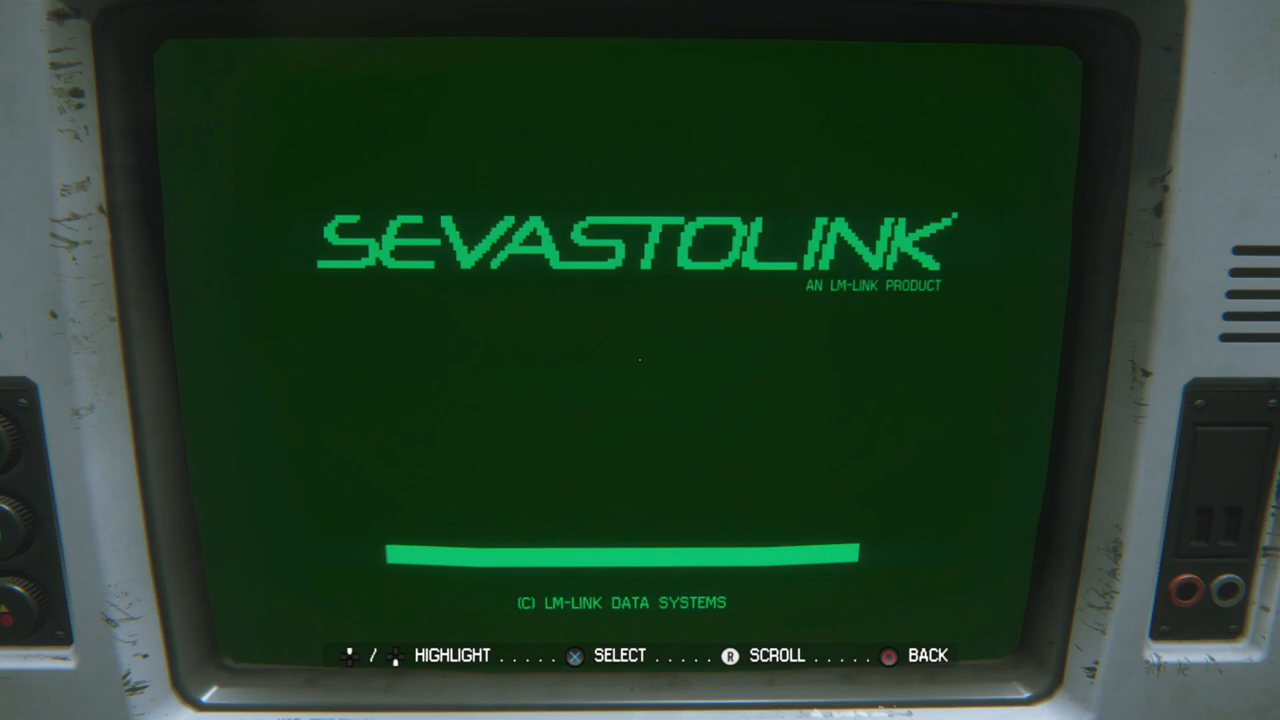 SEVASTOLINK
AN LM-LINK PRODUCT
(C) LM-LINK DATA SYSTEMS
/ HIGHLIGHT ..... SELECT ..... R SCROLL ..... BACK